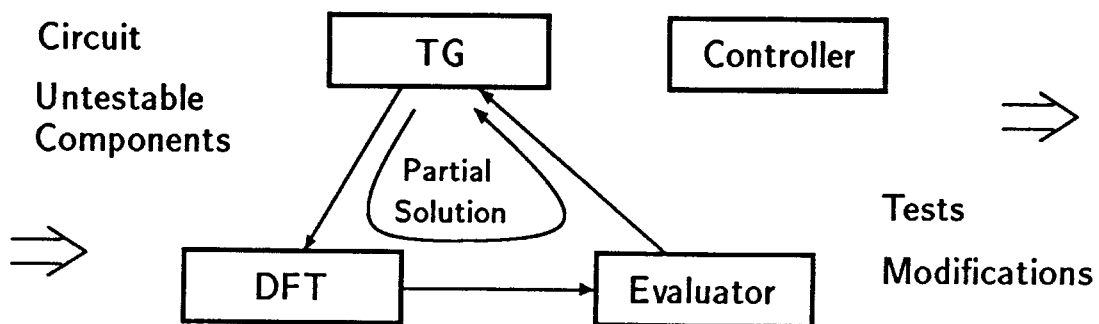 Circuit
Untestable
Components
TG
Controller
Partial
Solution
DFT
Evaluator
Tests
Modifications